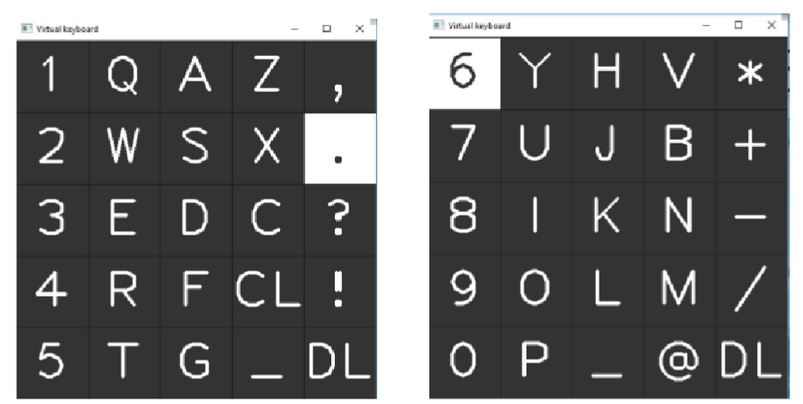 Virtual keyboard
1 Q A Z ,
2 W S X .
3 E D C ?
4 R F CL !
5 T G _ DL
Virtual keyboard
6 Y H V *
7 U J B +
8 I K N -
9 O L M /
0 P _ @ DL